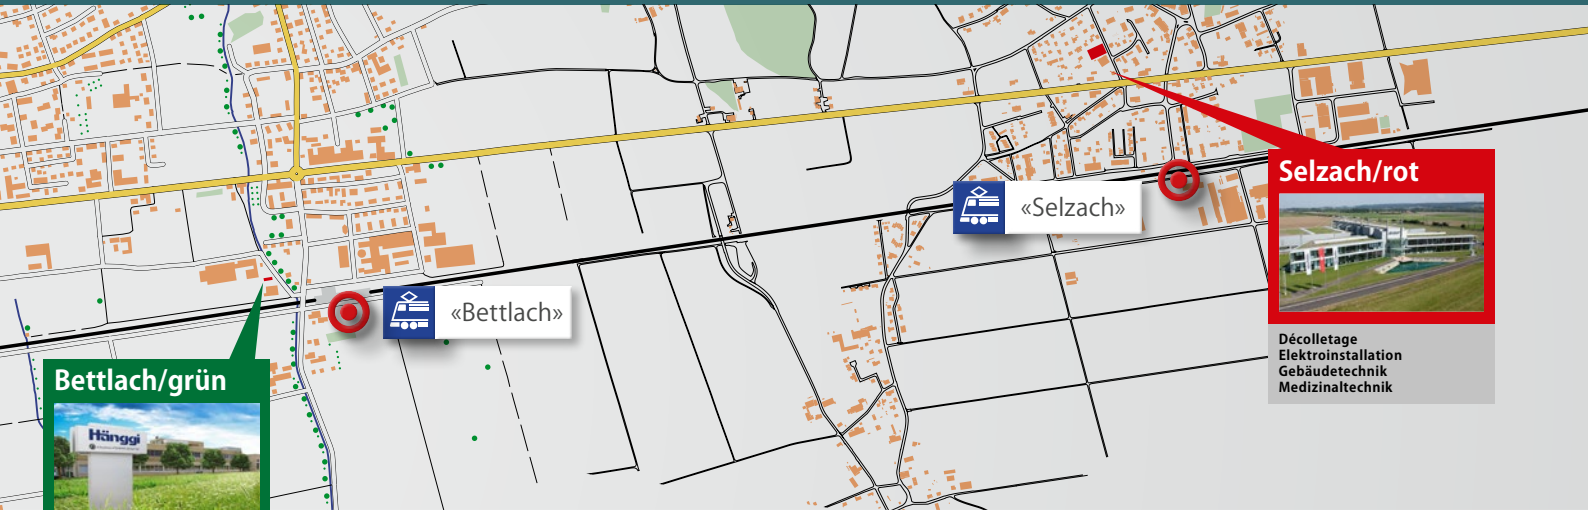 Selzach/rot
«Selzach»
«Bettlach»
Décolletage
Elektroinstallation
Gebäudetechnik
Medizinaltechnik
Bettlach/grün
Hänggi